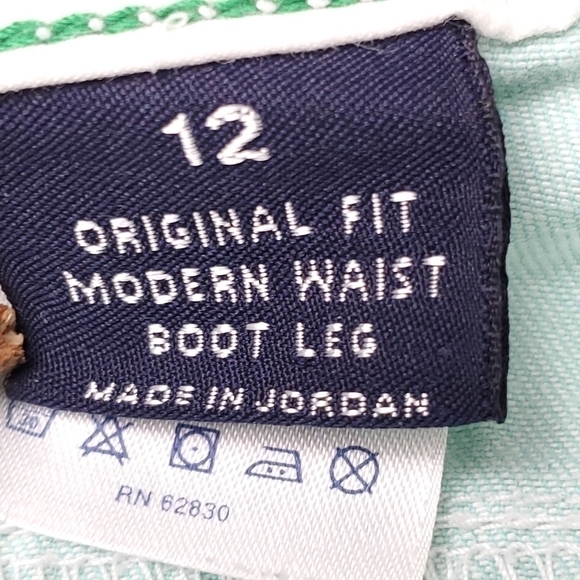 12
ORIGINAL FIT
MODERN WAIST
BOOT LEG
MADE IN JORDAN
RN 62830